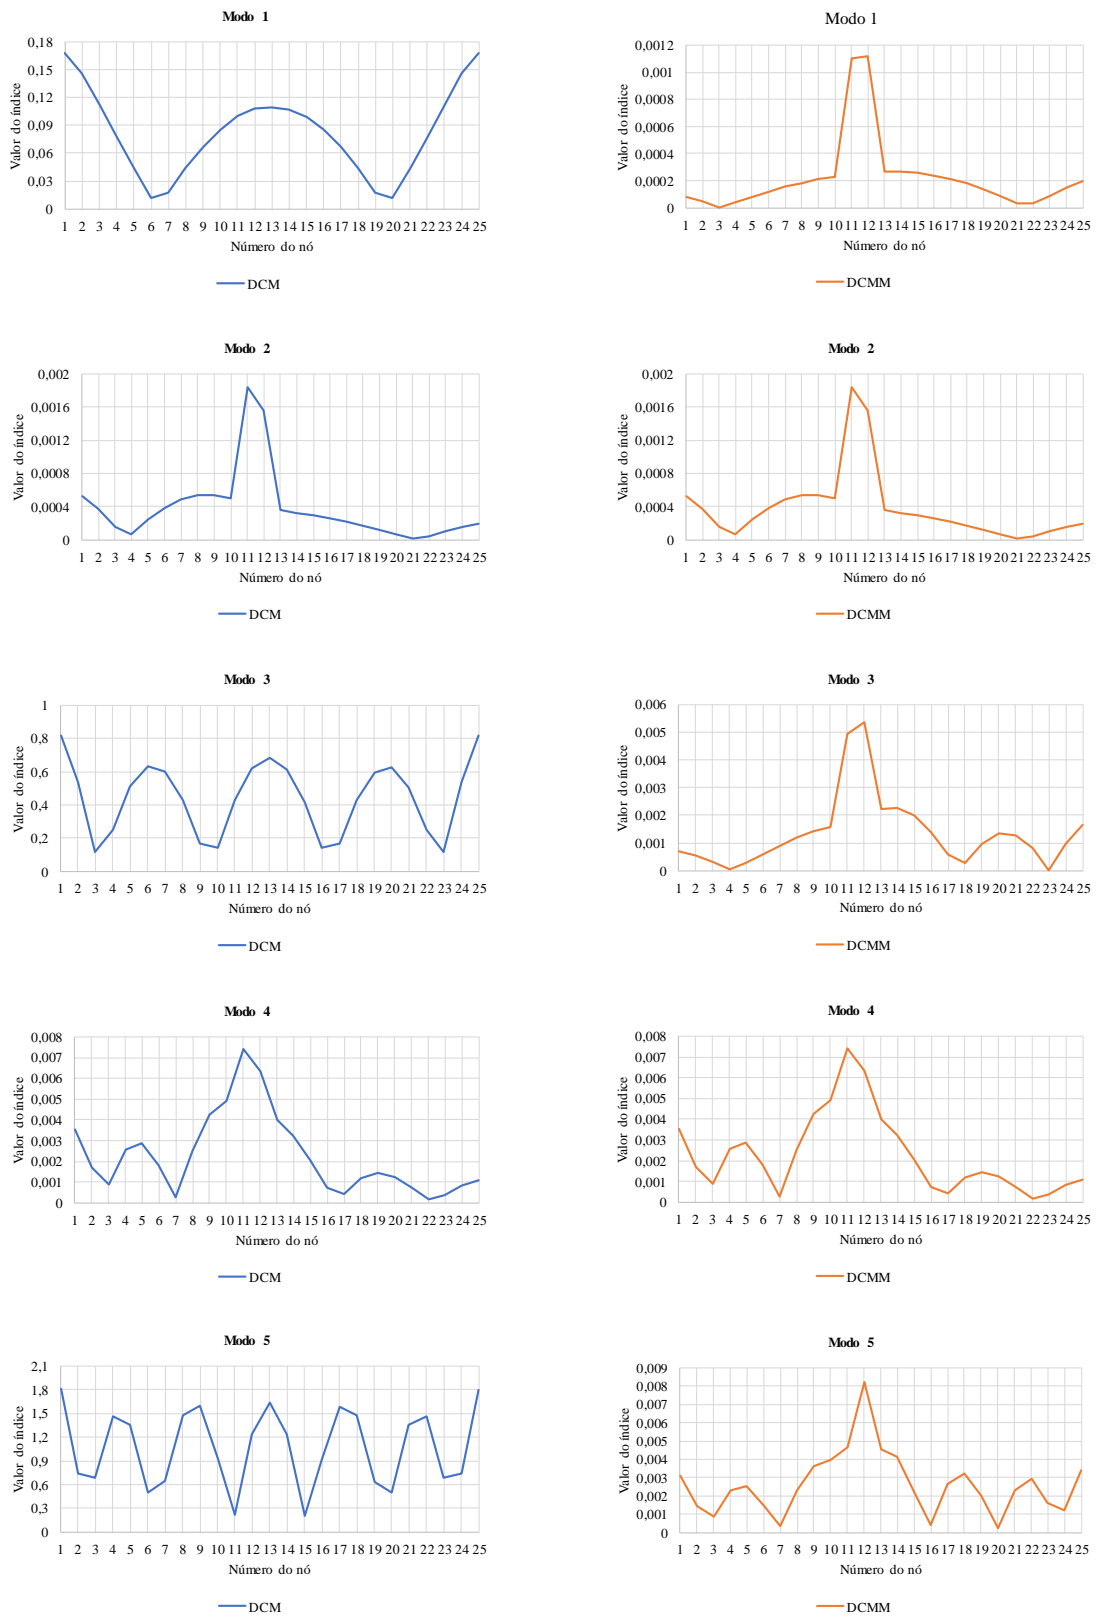 Modo 1
0,18
0,15
0,12
0,09
0,06
0,03
0
Valor do índice
1 2 3 4 5 6 7 8 9 10 11 12 13 14 15 16 17 18 19 20 21 22 23 24 25
Número do nó
DCM
Modo 1
0,0012
0,001
0,0008
0,0006
0,0004
0,0002
0
Valor do índice
1 2 3 4 5 6 7 8 9 10 11 12 13 14 15 16 17 18 19 20 21 22 23 24 25
Número do nó
DCMM
Modo 2
0,002
0,0016
0,0012
0,0008
0,0004
0
Valor do índice
1 2 3 4 5 6 7 8 9 10 11 12 13 14 15 16 17 18 19 20 21 22 23 24 25
Número do nó
DCM
Modo 2
0,002
0,0016
0,0012
0,0008
0,0004
0
Valor do índice
1 2 3 4 5 6 7 8 9 10 11 12 13 14 15 16 17 18 19 20 21 22 23 24 25
Número do nó
DCMM
Modo 3
1
0,8
0,6
0,4
0,2
0
Valor do índice
1 2 3 4 5 6 7 8 9 10 11 12 13 14 15 16 17 18 19 20 21 22 23 24 25
Número do nó
DCM
Modo 3
0,006
0,005
0,004
0,003
0,002
0,001
0
Valor do índice
1 2 3 4 5 6 7 8 9 10 11 12 13 14 15 16 17 18 19 20 21 22 23 24 25
Número do nó
DCMM
Modo 4
0,008
0,007
0,006
0,005
0,004
0,003
0,002
0,001
0
Valor do índice
1 2 3 4 5 6 7 8 9 10 11 12 13 14 15 16 17 18 19 20 21 22 23 24 25
Número do nó
DCM
Modo 4
0,008
0,007
0,006
0,005
0,004
0,003
0,002
0,001
0
Valor do índice
1 2 3 4 5 6 7 8 9 10 11 12 13 14 15 16 17 18 19 20 21 22 23 24 25
Número do nó
DCMM
Modo 5
2,1
1,8
1,5
1,2
0,9
0,6
0,3
0
Valor do índice
1 2 3 4 5 6 7 8 9 10 11 12 13 14 15 16 17 18 19 20 21 22 23 24 25
Número do nó
DCM
Modo 5
0,009
0,008
0,007
0,006
0,005
0,004
0,003
0,002
0,001
0
Valor do índice
1 2 3 4 5 6 7 8 9 10 11 12 13 14 15 16 17 18 19 20 21 22 23 24 25
Número do nó
DCMM